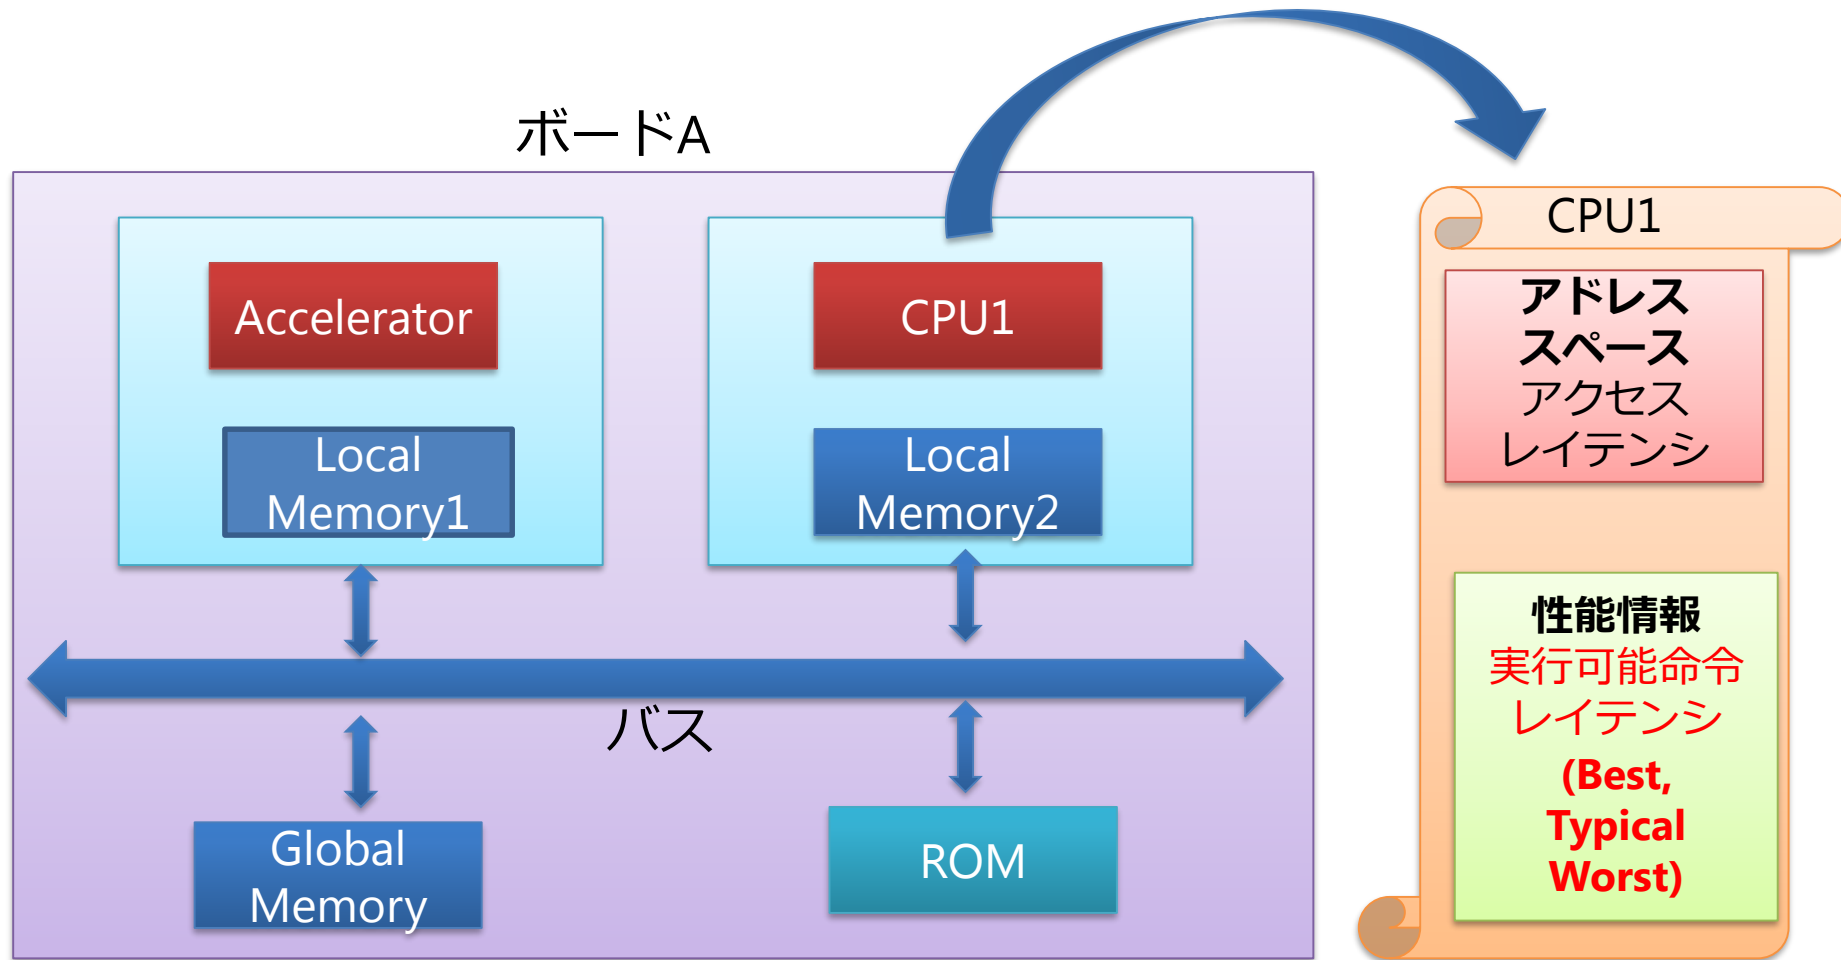 ボードA
Accelerator
Local
Memory1
CPU1
Local
Memory2
バス
Global
Memory
ROM
CPU1
アドレス
スペース
アクセス
レイテンシ
性能情報
実行可能命令
レイテンシ
(Best,
Typical
Worst)